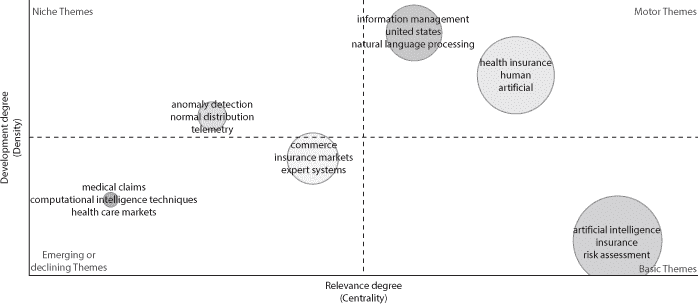 Niche Themes
Motor Themes
information management
united states
natural language processing
health insurance
human
artificial
anomaly detection
normal distribution
telemetry
commerce
insurance markets
expert systems
medical claims
computational intelligence techniques
health care markets
artificial intelligence
insurance
risk assessment
Emerging or
declining Themes
Basic Themes
Development degree
(Density)
Relevance degree
(Centrality)